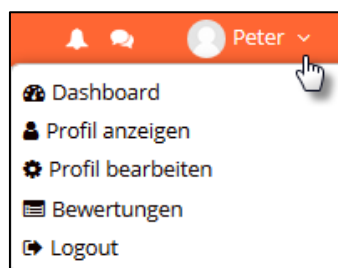 Peter
Dashboard
Profil anzeigen
Profil bearbeiten
Bewertungen
Logout